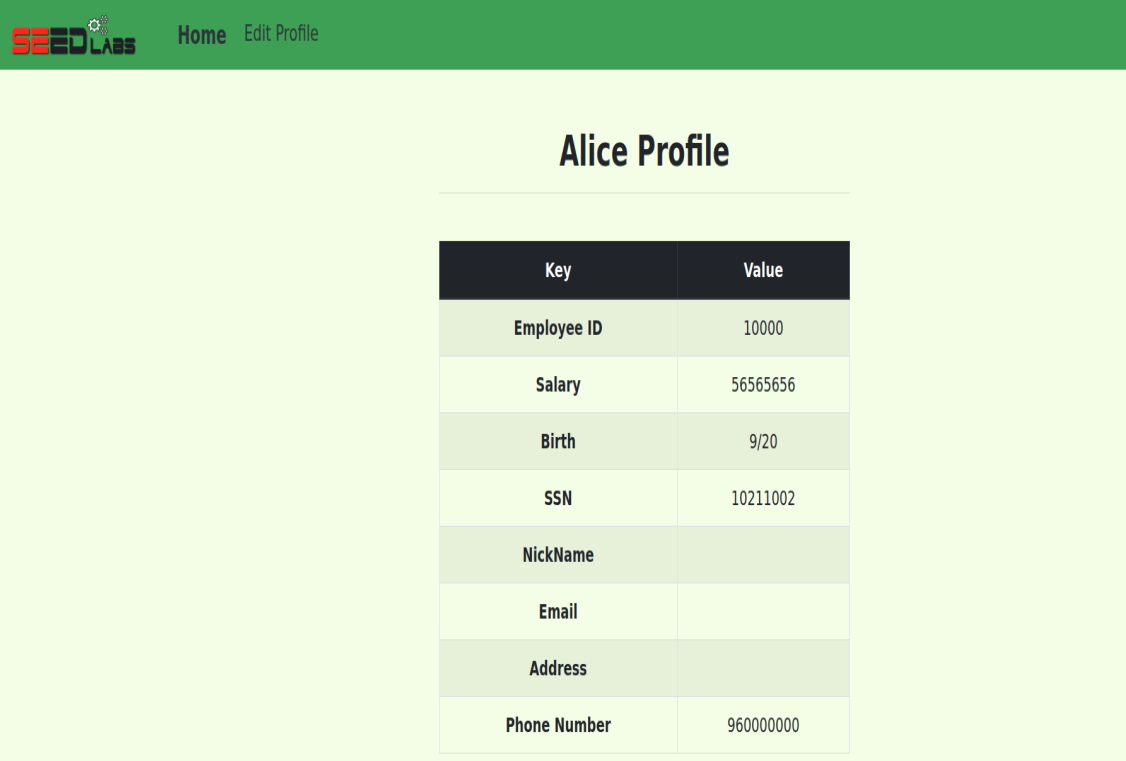 SEED LABS Home Edit Profile
Alice Profile
Key Value
Employee ID 10000
Salary 56565656
Birth 9/20
SSN 10211002
NickName
Email
Address
Phone Number 960000000